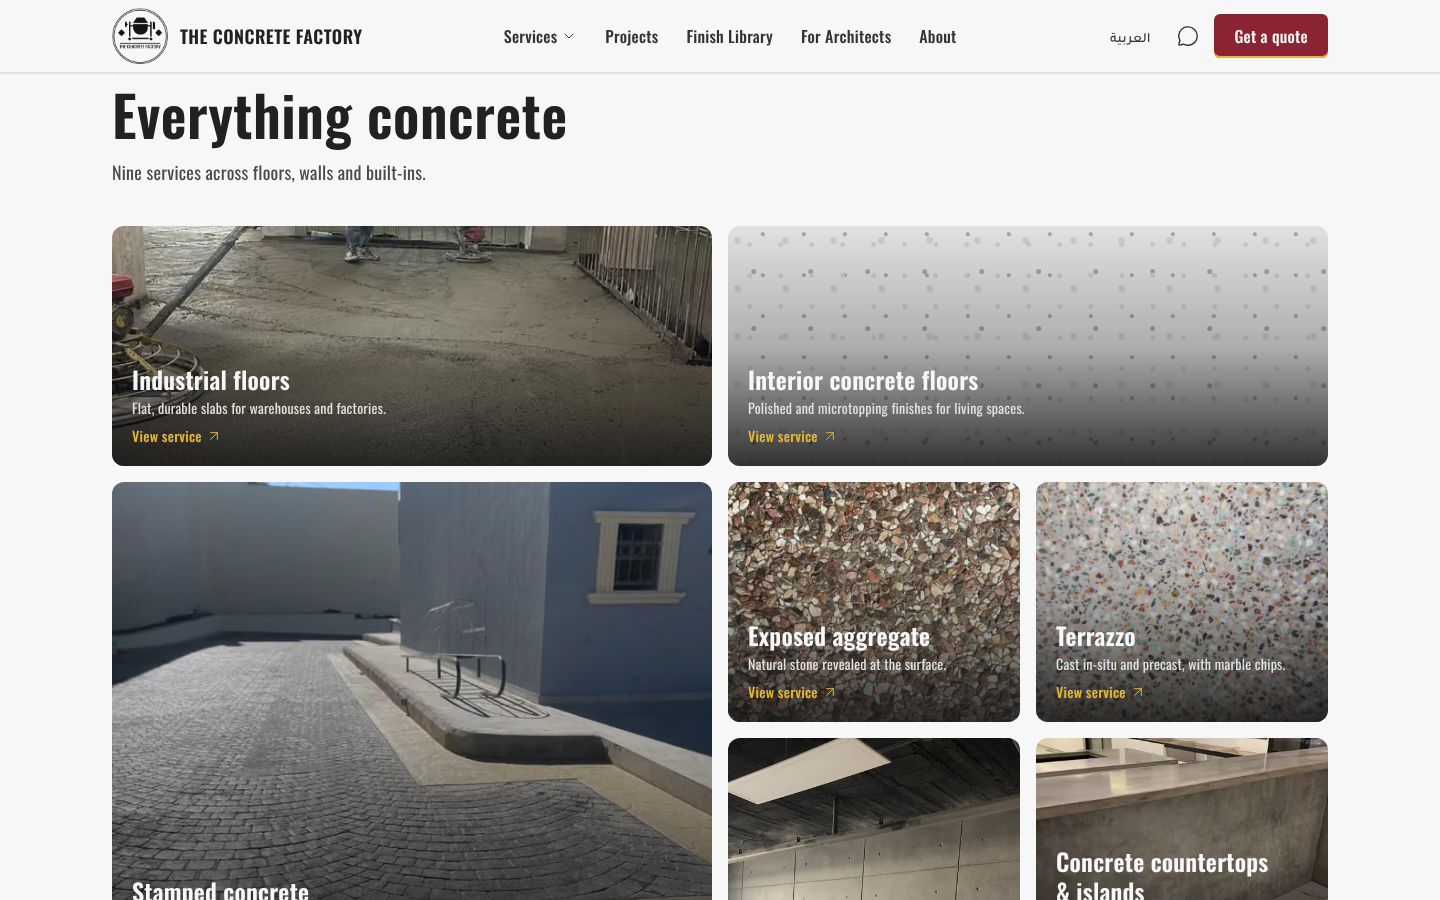 THE CONCRETE FACTORY
Services
Projects
Finish Library
For Architects
About
العربية
Get a quote
Everything concrete
Nine services across floors, walls and built-ins.
Industrial floors
Flat, durable slabs for warehouses and factories.
View service
Interior concrete floors
Polished and microtopping finishes for living spaces.
View service
Exposed aggregate
Natural stone revealed at the surface.
View service
Terrazzo
Cast in-situ and precast, with marble chips.
View service
Stamped concrete
Concrete countertops
& islands